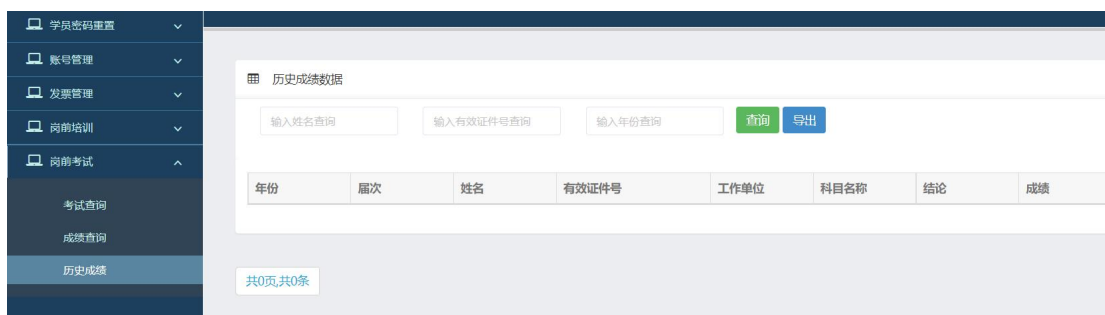 学员密码重置
账号管理
发票管理
岗前培训
岗前考试
考试查询
成绩查询
历史成绩
历史成绩数据
输入姓名查询 输入有效证件号查询 输入年份查询 查询 导出
年份 届次 姓名 有效证件号 工作单位 科目名称 结论 成绩
共0页,共0条